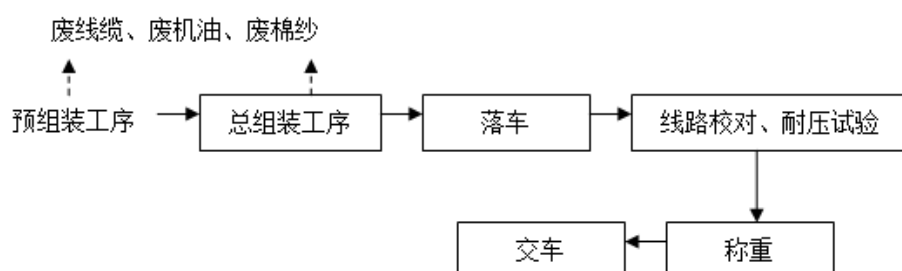 废线缆、废机油、废棉纱
预组装工序
总组装工序
落车
线路校对、耐压试验
交车
称重